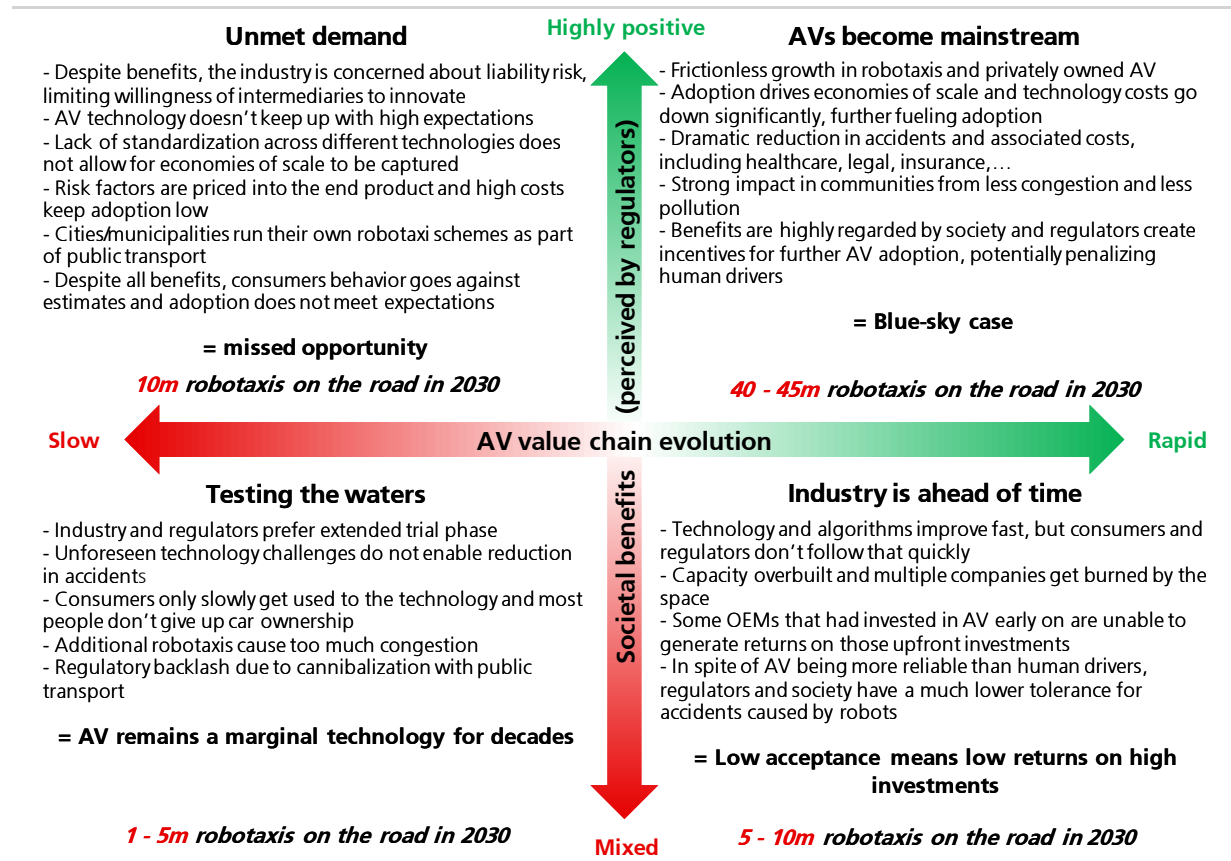 Highly positive
Unmet demand
- Despite benefits, the industry is concerned about liability risk,
limiting willingness of intermediaries to innovate
- AV technology doesn't keep up with high expectations
- Lack of standardization across different technologies does
not allow for economies of scale to be captured
- Risk factors are priced into the end product and high costs
keep adoption low
- Cities/municipalities run their own robotaxi schemes as part
of public transport
- Despite all benefits, consumers behavior goes against
estimates and adoption does not meet expectations
= missed opportunity
10m robotaxis on the road in 2030
AVs become mainstream
- Frictionless growth in robotaxis and privately owned AV
- Adoption drives economies of scale and technology costs go
down significantly, further fueling adoption
- Dramatic reduction in accidents and associated costs,
including healthcare, legal, insurance,…
- Strong impact in communities from less congestion and less
pollution
- Benefits are highly regarded by society and regulators create
incentives for further AV adoption, potentially penalizing
human drivers
= Blue-sky case
40 - 45m robotaxis on the road in 2030
Slow
AV value chain evolution
Rapid
Societal benefits (perceived by regulators)
Testing the waters
- Industry and regulators prefer extended trial phase
- Unforeseen technology challenges do not enable reduction
in accidents
- Consumers only slowly get used to the technology and most
people don't give up car ownership
- Additional robotaxis cause too much congestion
- Regulatory backlash due to cannibalization with public
transport
= AV remains a marginal technology for decades
1 - 5m robotaxis on the road in 2030
Industry is ahead of time
- Technology and algorithms improve fast, but consumers and
regulators don't follow that quickly
- Capacity overbuilt and multiple companies get burned by the
space
- Some OEMs that had invested in AV early on are unable to
generate returns on those upfront investments
- In spite of AV being more reliable than human drivers,
regulators and society have a much lower tolerance for
accidents caused by robots
= Low acceptance means low returns on high
investments
5 - 10m robotaxis on the road in 2030
Mixed